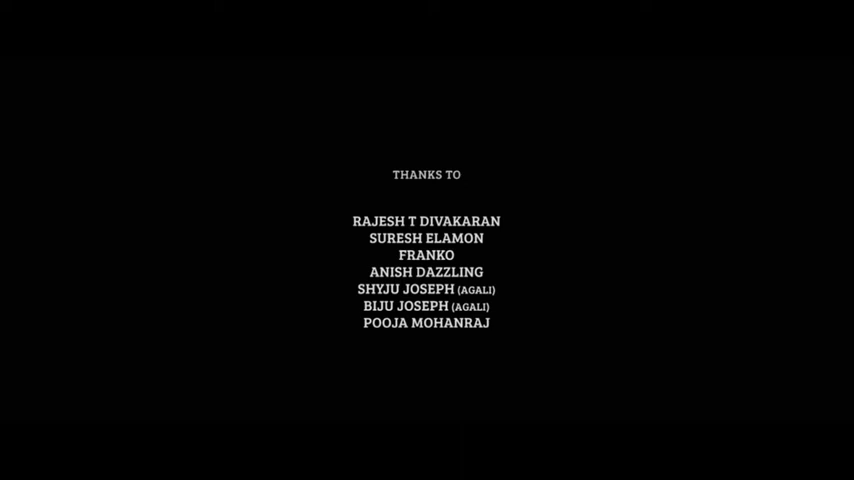 THANKS TO
RAJESH T DIVAKARAN
SURESH ELAMON
FRANKO
ANISH DAZZLING
SHYJU JOSEPH (AGALI)
BIJU JOSEPH (AGALI)
POOJA MOHANRAJ